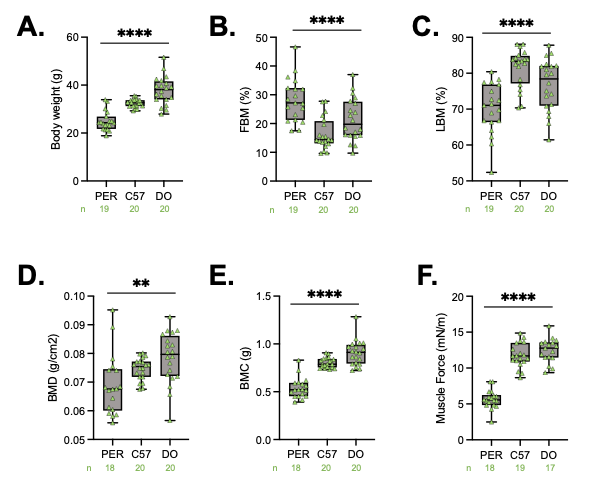 A.
****
Body weight (g)
60
40
20
0
PER C57 DO
n 19 20 20
B.
****
FBM (%)
50
40
30
20
10
0
PER C57 DO
n 19 20 20
C.
****
LBM (%)
90
80
70
60
50
PER C57 DO
n 19 20 20
D.
**
BMD (g/cm2)
0.10
0.09
0.08
0.07
0.06
0.05
PER C57 DO
n 18 20 20
E.
****
BMC (g)
1.5
1.0
0.5
0.0
PER C57 DO
n 18 20 20
F.
****
Muscle Force (mN/m)
20
15
10
5
0
PER C57 DO
n 18 19 17